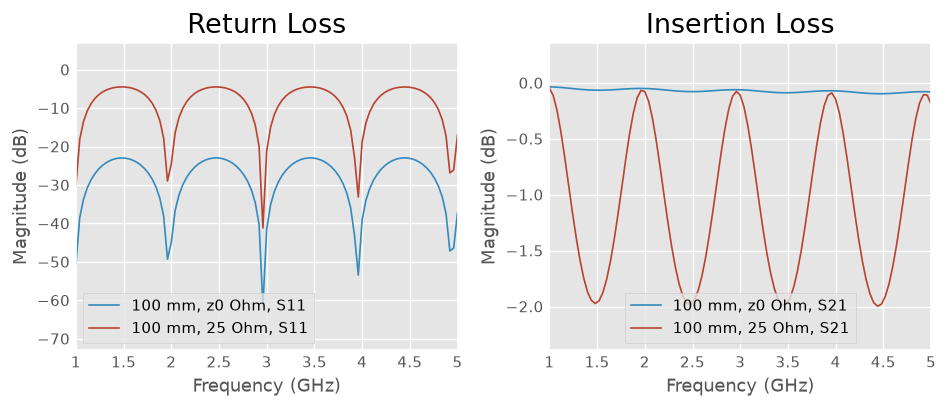 Return Loss
Magnitude (dB)
0
−10
−20
−30
−40
−50
−60
−70
100 mm, z0 Ohm, S11
100 mm, 25 Ohm, S11
1 1.5 2 2.5 3 3.5 4 4.5 5
Frequency (GHz)
Insertion Loss
Magnitude (dB)
0.0
−0.5
−1.0
−1.5
−2.0
100 mm, z0 Ohm, S21
100 mm, 25 Ohm, S21
1 1.5 2 2.5 3 3.5 4 4.5 5
Frequency (GHz)